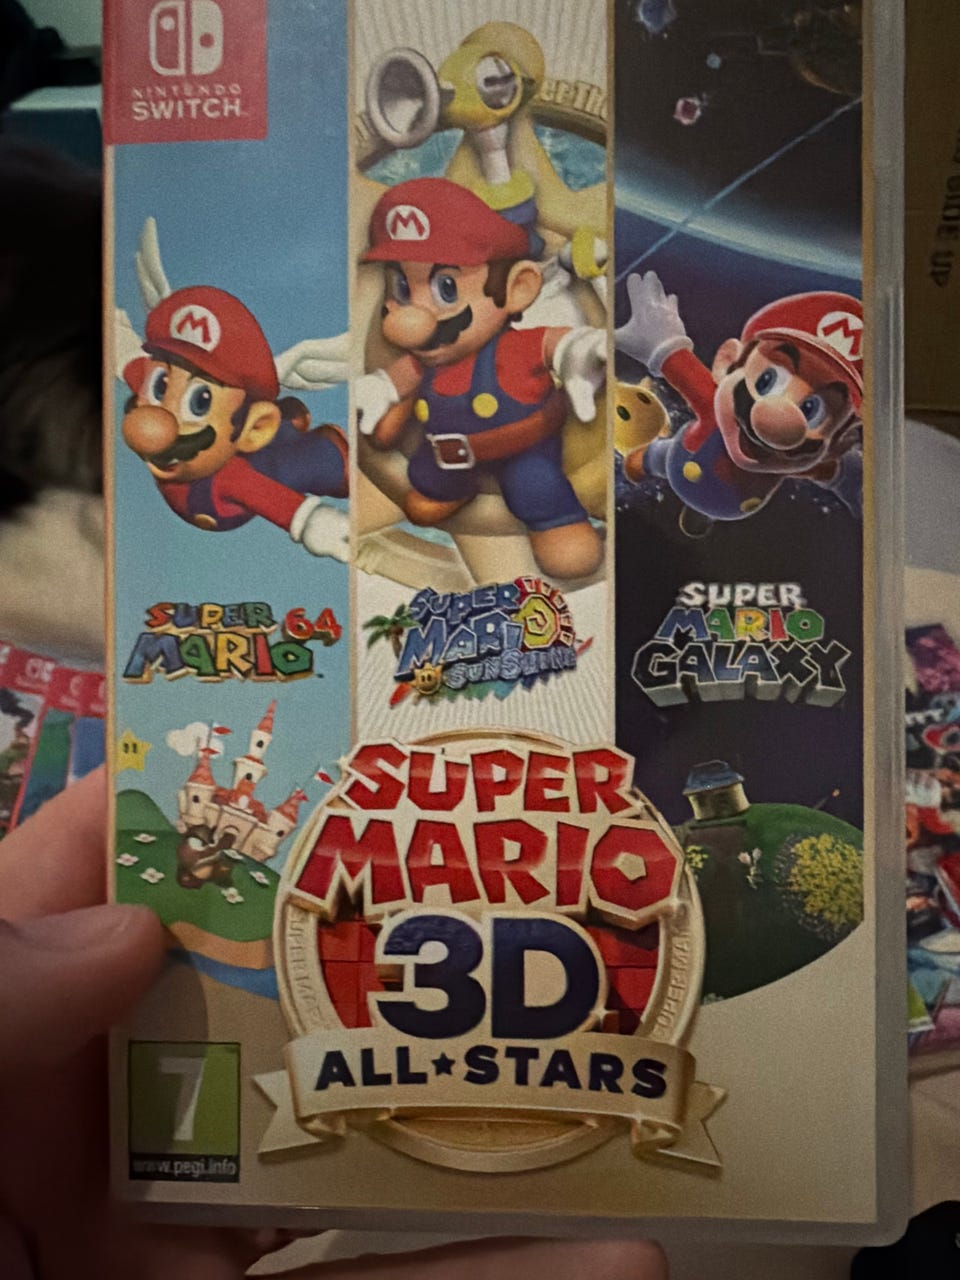 NINTENDO
SWITCH
M
M
M
SUPER
MARIO 64
SUPER
MARIO
SUNSHINE
SUPER
MARIO
GALAXY
SUPER
MARIO
3D
ALL★STARS
7
www.pegi.info